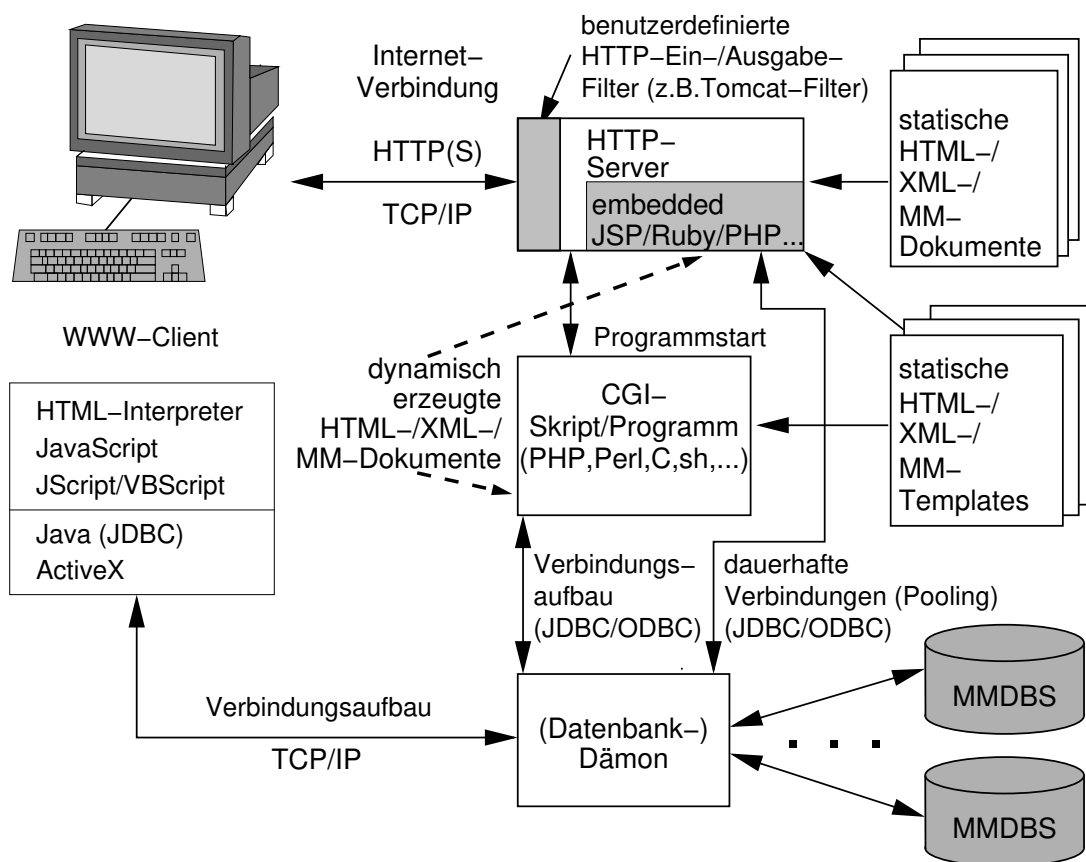 benutzerdefinierte
HTTP–Ein–/Ausgabe–
Filter (z.B.Tomcat–Filter)
Internet–
Verbindung
HTTP(S)
TCP/IP
HTTP–
Server
embedded
JSP/Ruby/PHP...
statische
HTML–/
XML–/
MM–
Dokumente
WWW–Client
HTML–Interpreter
JavaScript
JScript/VBScript
Java (JDBC)
ActiveX
dynamisch
erzeugte
HTML–/XML–/
MM–Dokumente
Programmstart
CGI–
Skript/Programm
(PHP,Perl,C,sh,...)
statische
HTML–/
XML–/
MM–
Templates
Verbindungs–
aufbau
(JDBC/ODBC)
dauerhafte
Verbindungen (Pooling)
(JDBC/ODBC)
Verbindungsaufbau
TCP/IP
(Datenbank–)
Dämon
MMDBS
MMDBS